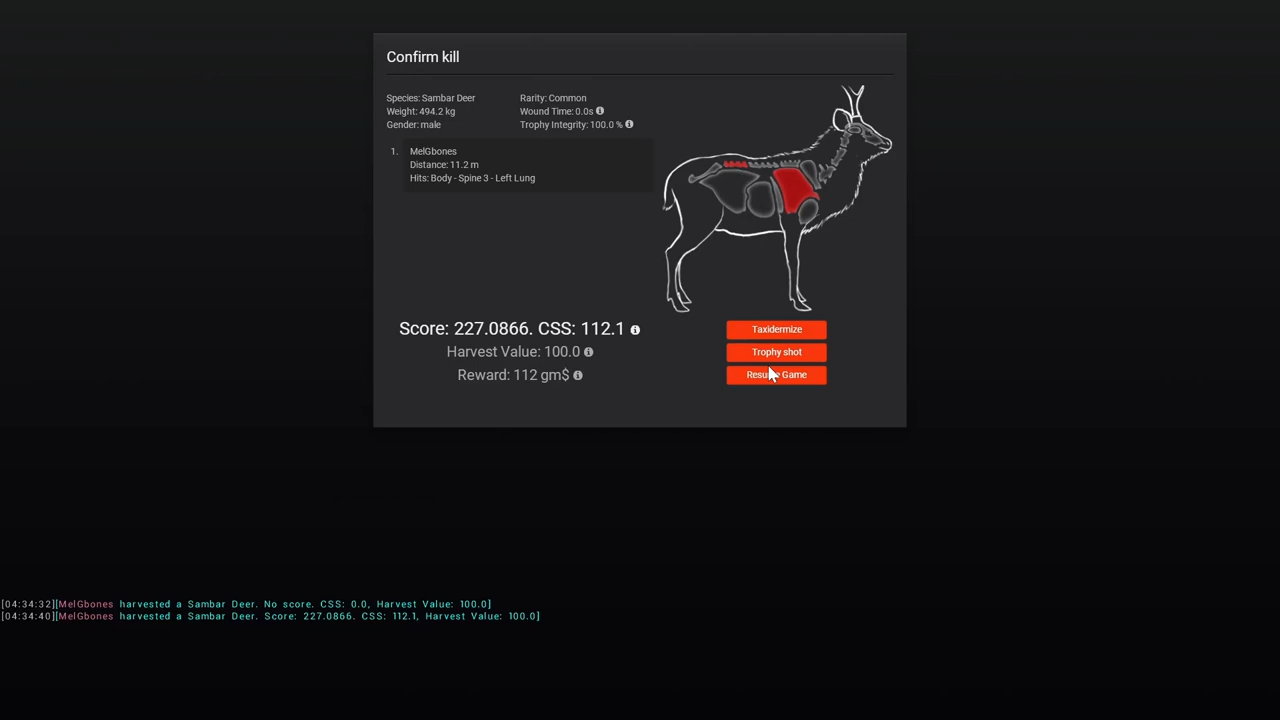 Confirm kill
Species: Sambar Deer
Weight: 494.2 kg
Gender: male
Rarity: Common
Wound Time: 0.0s
Trophy Integrity: 100.0 %
1.
MelGbones
Distance: 11.2 m
Hits: Body - Spine 3 - Left Lung
Score: 227.0866. CSS: 112.1
Harvest Value: 100.0
Reward: 112 gm$
Taxidermize
Trophy shot
Game
[04:34:32][MelGbones harvested a Sambar Deer. No score. CSS: 0.0, Harvest Value: 100.0]
[04:34:40][MelGbones harvested a Sambar Deer. Score: 227.0866. CSS: 112.1, Harvest Value: 100.0]